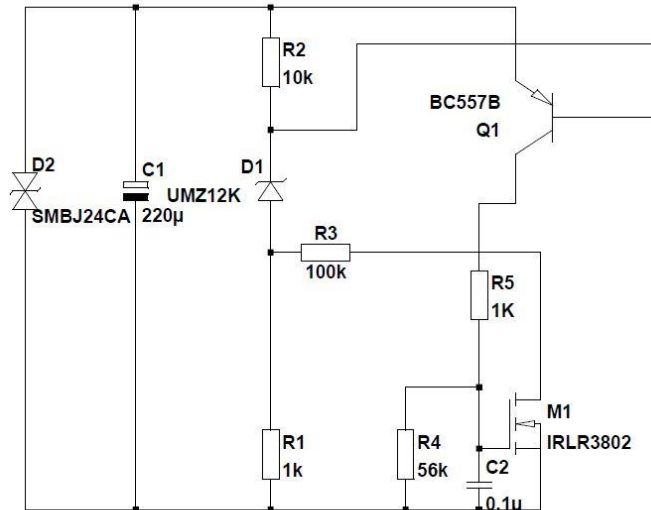 R2
10k
BC557B
Q1
D2
C1
D1
UMZ12K
SMBJ24CA
220µ
R3
100k
R5
1K
M1
IRLR3802
R1
1k
R4
56k
C2
0.1u